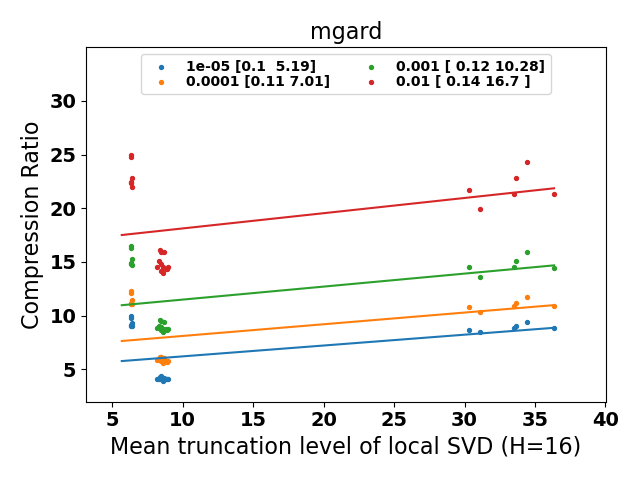 mgard
1e-05 [0.1  5.19]
0.0001 [0.11 7.01]
0.001 [ 0.12 10.28]
0.01 [ 0.14 16.7 ]
Compression Ratio
30
25
20
15
10
5
5 10 15 20 25 30 35 40
Mean truncation level of local SVD (H=16)